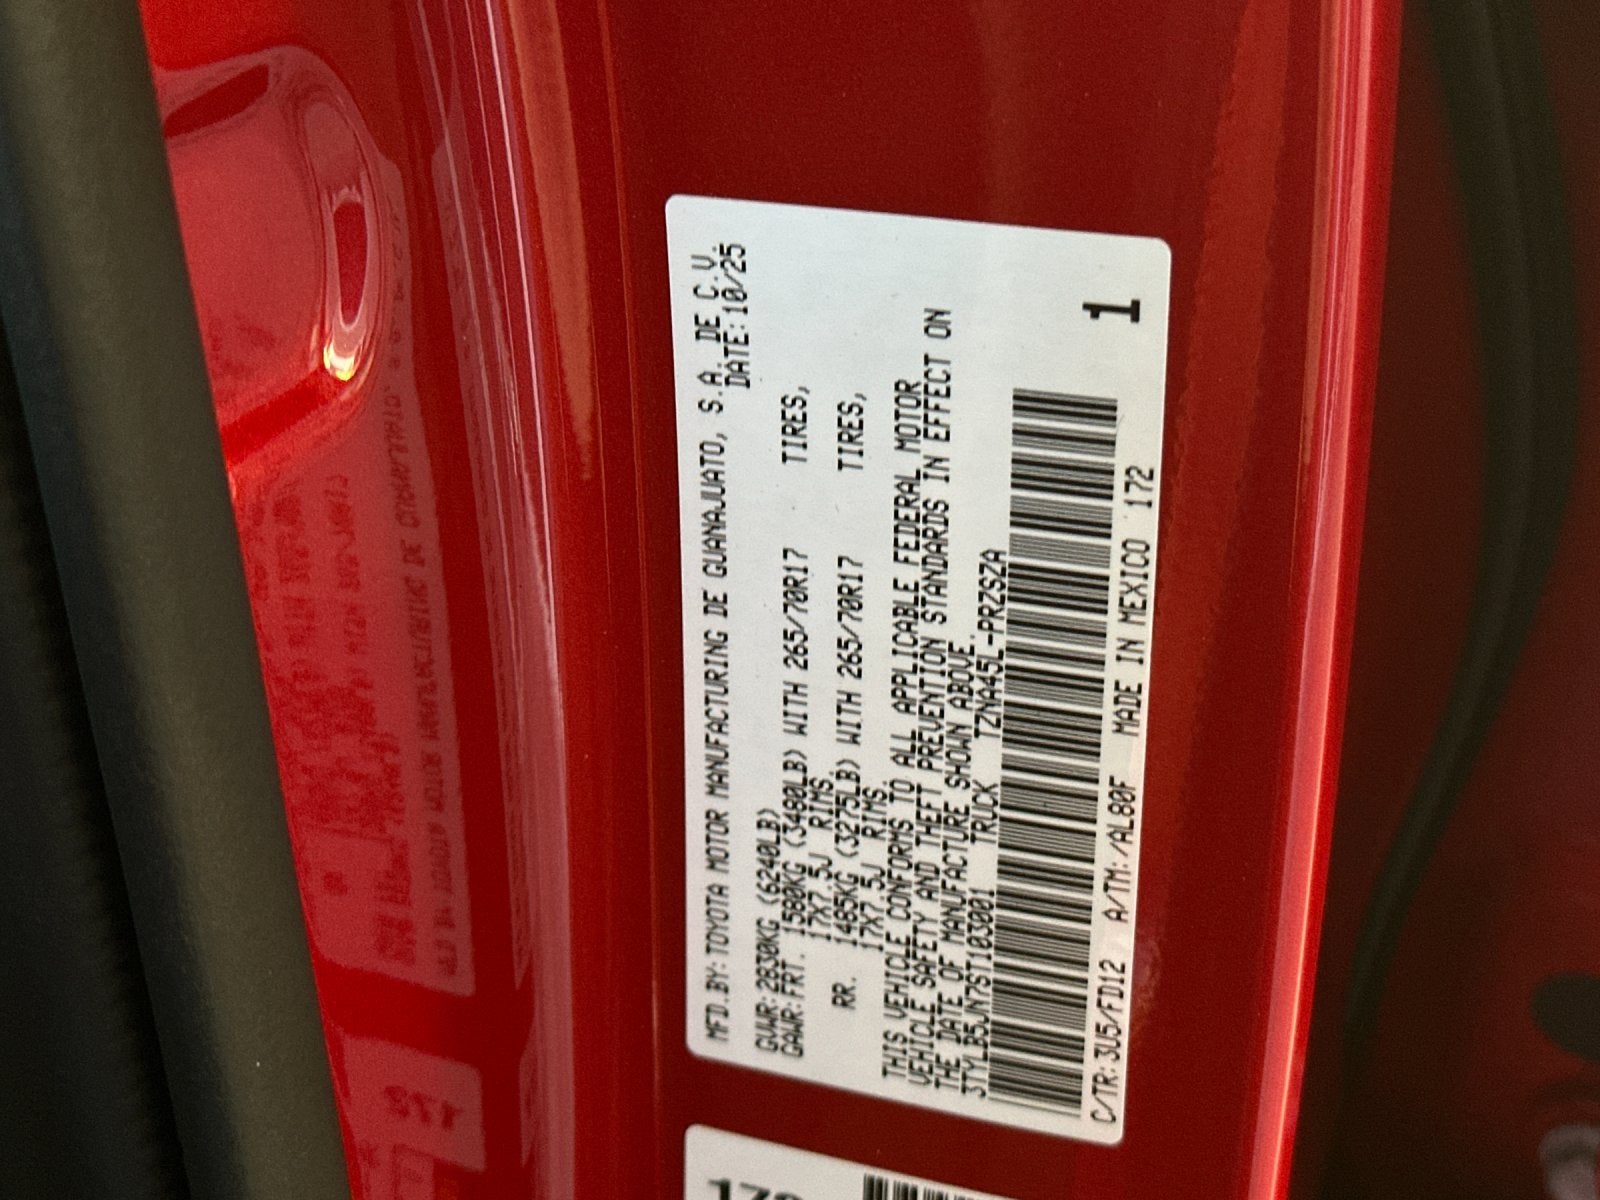 MFD.BY:TOYOTA MOTOR MANUFACTURING DE GUANAJUATO, S.A. DE C.V.
DATE:10/25
GVWR:2830KG (6240LB)
GAWR:FRT. 1580KG (3480LB) WITH 265/70R17 TIRES,
17X7.5J RIMS
RR. 1485KG (3275LB) WITH 265/70R17 TIRES,
17X7.5J RIMS.
THIS VEHICLE CONFORMS TO ALL APPLICABLE FEDERAL MOTOR
VEHICLE SAFETY AND THEFT PREVENTION STANDARDS IN EFFECT ON
THE DATE OF MANUFACTURE SHOWN ABOVE.
3TYLB5JN7ST103001 TRUCK TZNA45L-PRZSZA
1
C/TR:3U5/FD12 A/TM:/AL80F MADE IN MEXICO 172